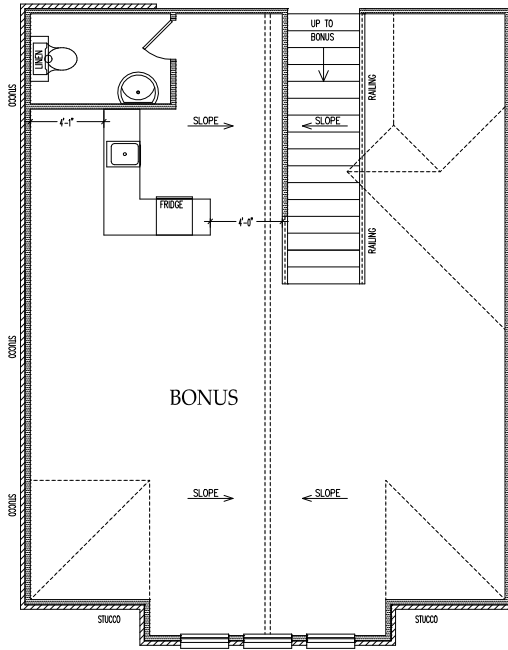 UP TO
BONUS
LINEN
STUCCO
RAILING
SLOPE
SLOPE
4'-1"
FRIDGE
4'-0"
RAILING
STUCCO
BONUS
SLOPE
SLOPE
STUCCO
STUCCO
STUCCO